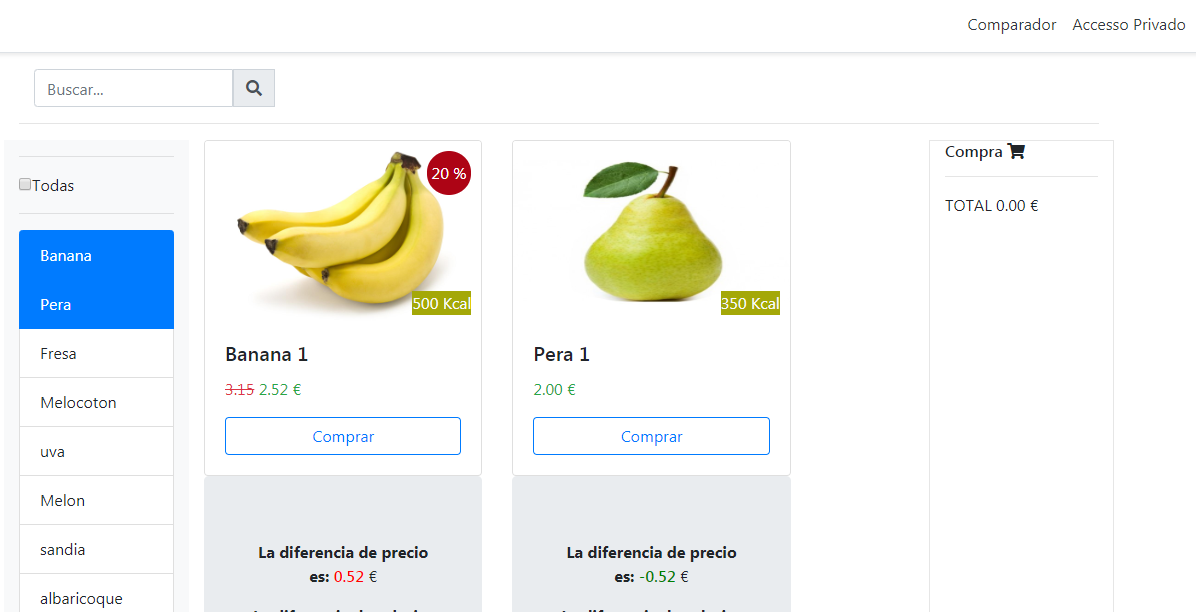 Comparador Accesso Privado
Buscar...
Todas
Banana
Pera
Fresa
Melocoton
uva
Melon
sandia
albaricoque
20 %
500 Kcal
Banana 1
3.15 2.52 €
Comprar
La diferencia de precio
es: 0.52 €
350 Kcal
Pera 1
2.00 €
Comprar
La diferencia de precio
es: -0.52 €
Compra
TOTAL 0.00 €